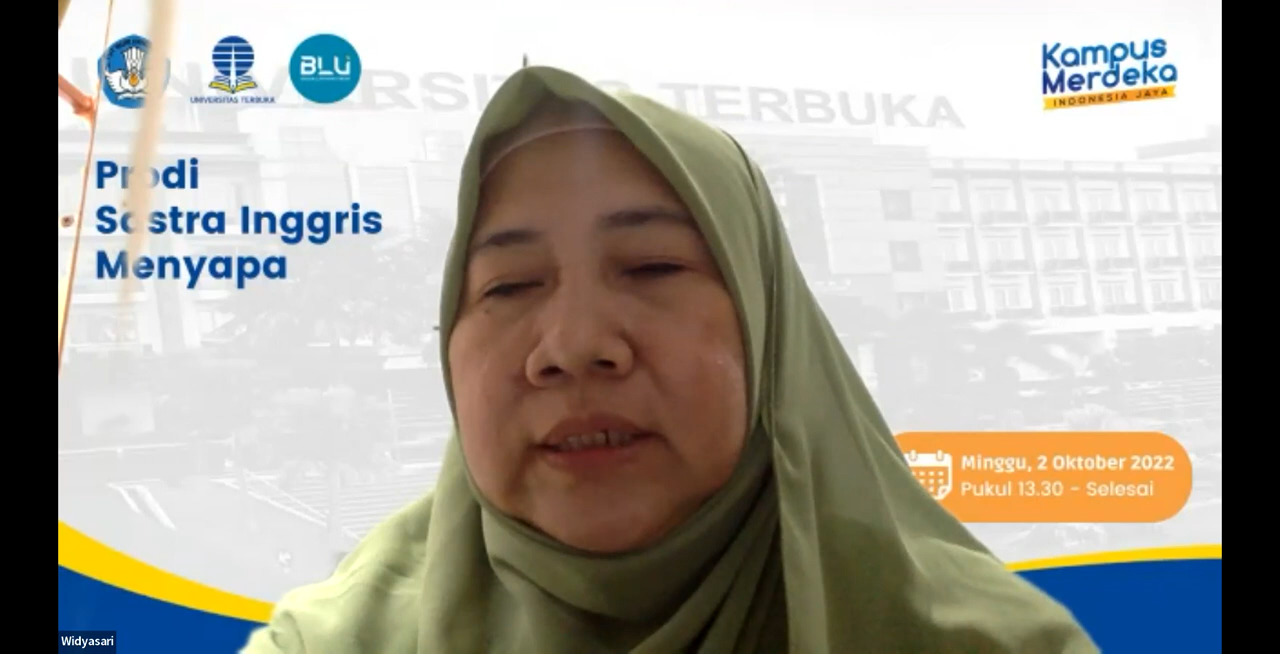 UNIVERSITAS TERBUKA
BLU
Kampus
Merdeka
INDONESIA JAYA
TERBUKA
Prodi
Sastra Inggris
Menyapa
Minggu, 2 Oktober 2022
Pukul 13.30 - Selesai
Widyasari